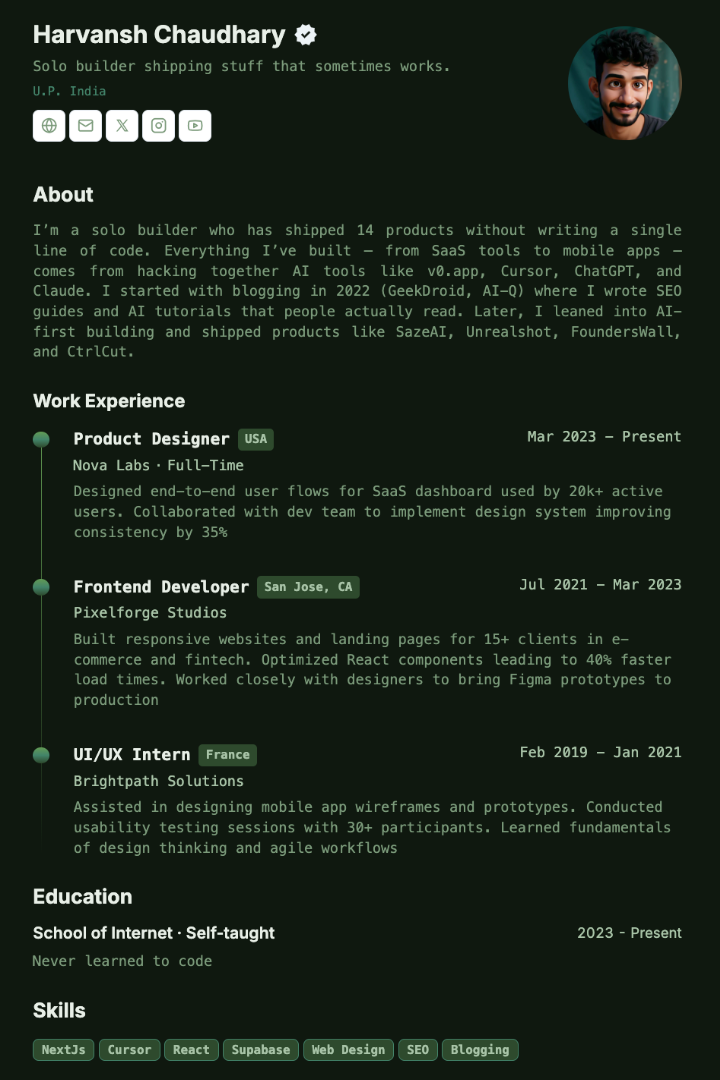 Harvansh Chaudhary
Solo builder shipping stuff that sometimes works.
U.P. India
About
I’m a solo builder who has shipped 14 products without writing a single
line of code. Everything I’ve built — from SaaS tools to mobile apps —
comes from hacking together AI tools like v0.app, Cursor, ChatGPT, and
Claude. I started with blogging in 2022 (GeekDroid, AI-Q) where I wrote SEO
guides and AI tutorials that people actually read. Later, I leaned into AI-
first building and shipped products like SazeAI, Unrealshot, FoundersWall,
and CtrlCut.
Work Experience
Product Designer USA Mar 2023 — Present
Nova Labs · Full-Time
Designed end-to-end user flows for SaaS dashboard used by 20k+ active
users. Collaborated with dev team to implement design system improving
consistency by 35%
Frontend Developer San Jose, CA Jul 2021 — Mar 2023
Pixelforge Studios
Built responsive websites and landing pages for 15+ clients in e-
commerce and fintech. Optimized React components leading to 40% faster
load times. Worked closely with designers to bring Figma prototypes to
production
UI/UX Intern France Feb 2019 — Jan 2021
Brightpath Solutions
Assisted in designing mobile app wireframes and prototypes. Conducted
usability testing sessions with 30+ participants. Learned fundamentals
of design thinking and agile workflows
Education
School of Internet · Self-taught 2023 - Present
Never learned to code
Skills
NextJs Cursor React Supabase Web Design SEO Blogging